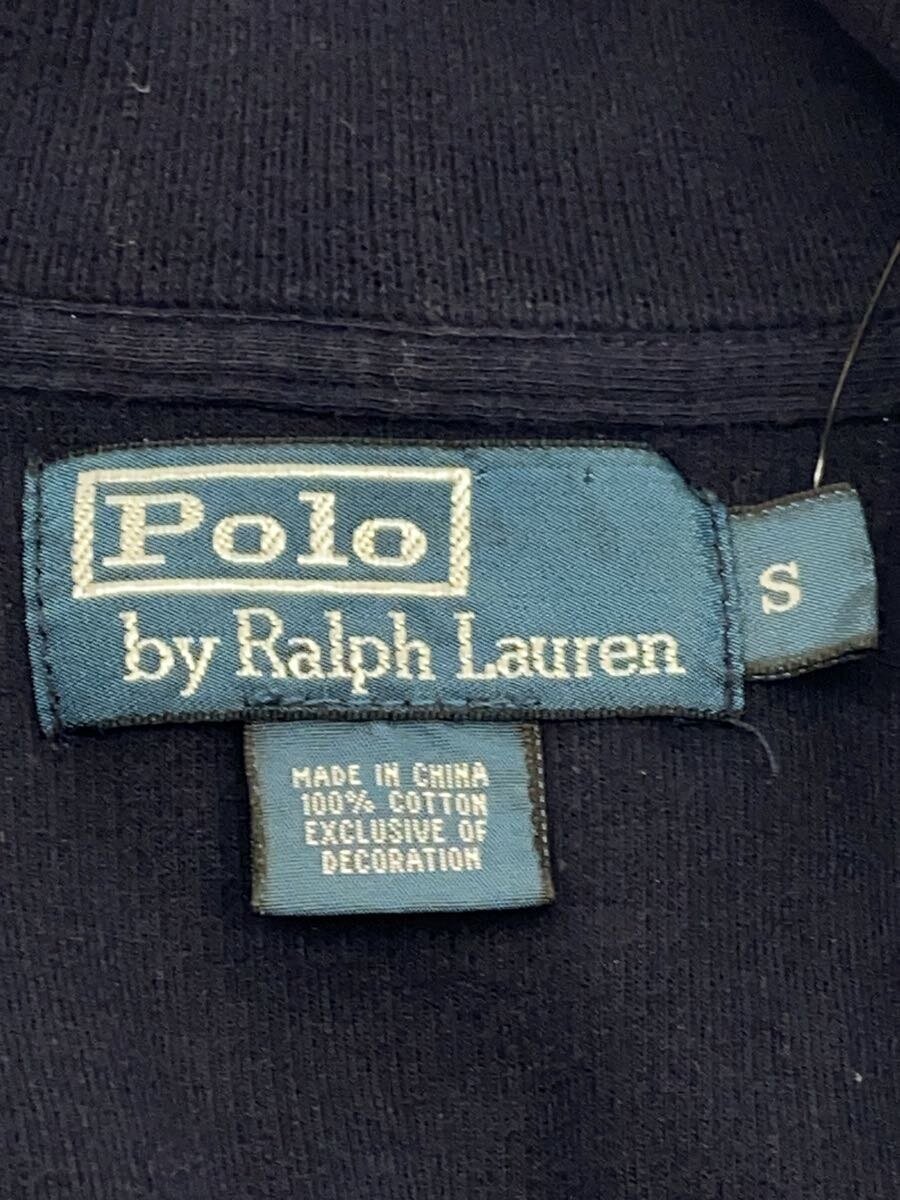 Polo
by Ralph Lauren
S
MADE IN CHINA
100% COTTON
EXCLUSIVE OF
DECORATION